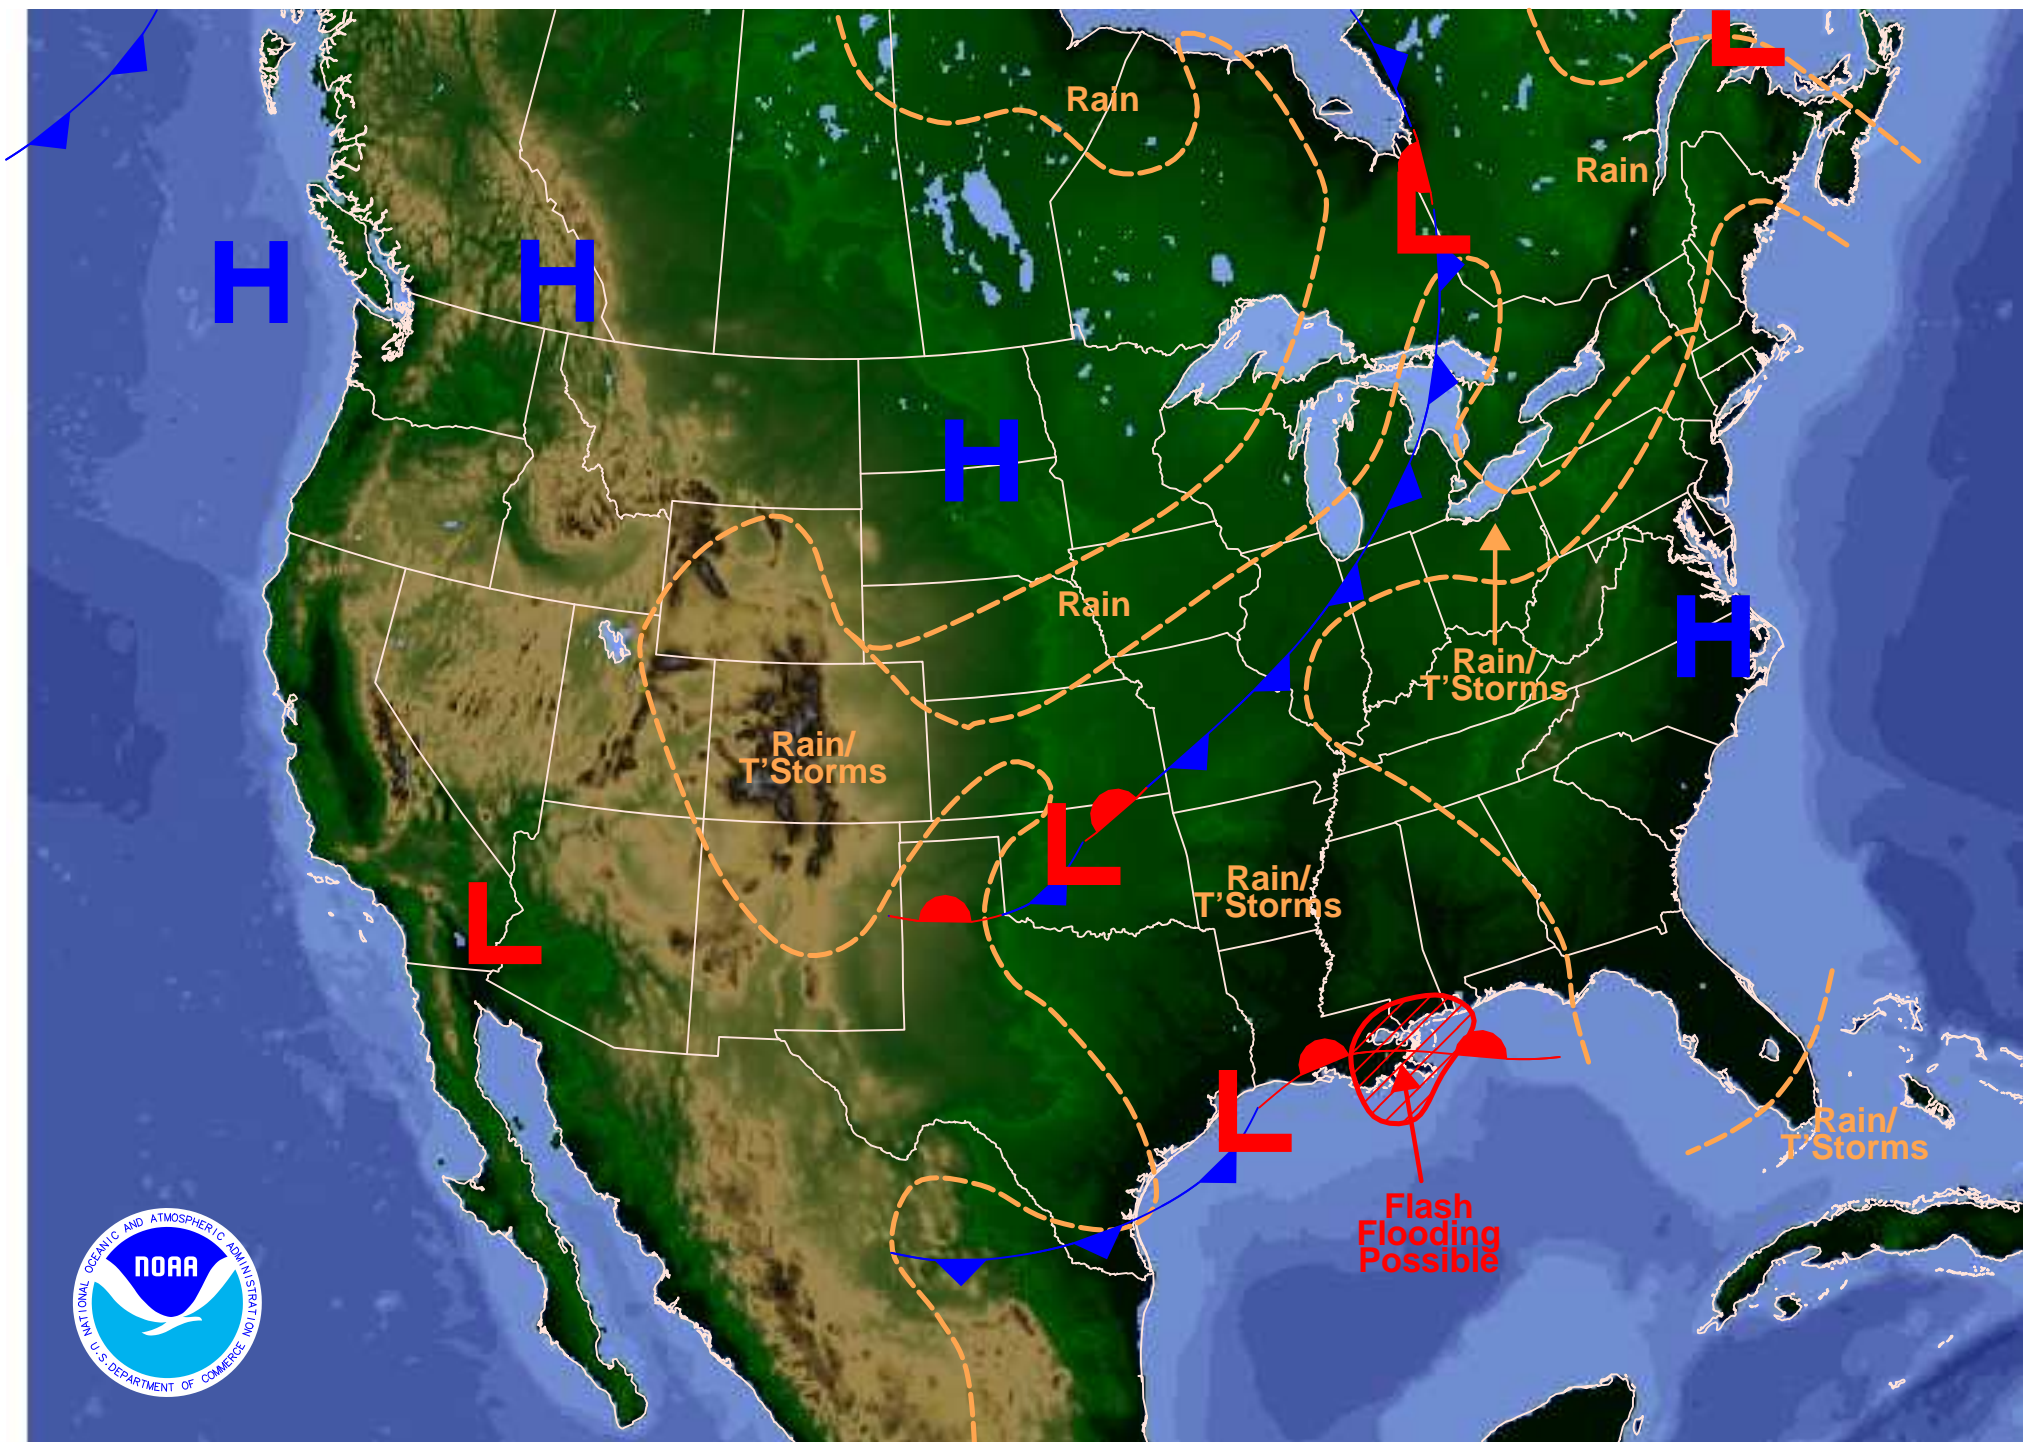 L
Rain
Rain
L
H
H
H
Rain
H
Rain/
T'Storms
Rain/
T'Storms
L
Rain/
T'Storms
L
L
Rain/
T'Storms
Flash
Flooding
Possible
NATIONAL OCEANIC AND ATMOSPHERIC ADMINISTRATION
NOAA
U.S. DEPARTMENT OF COMMERCE